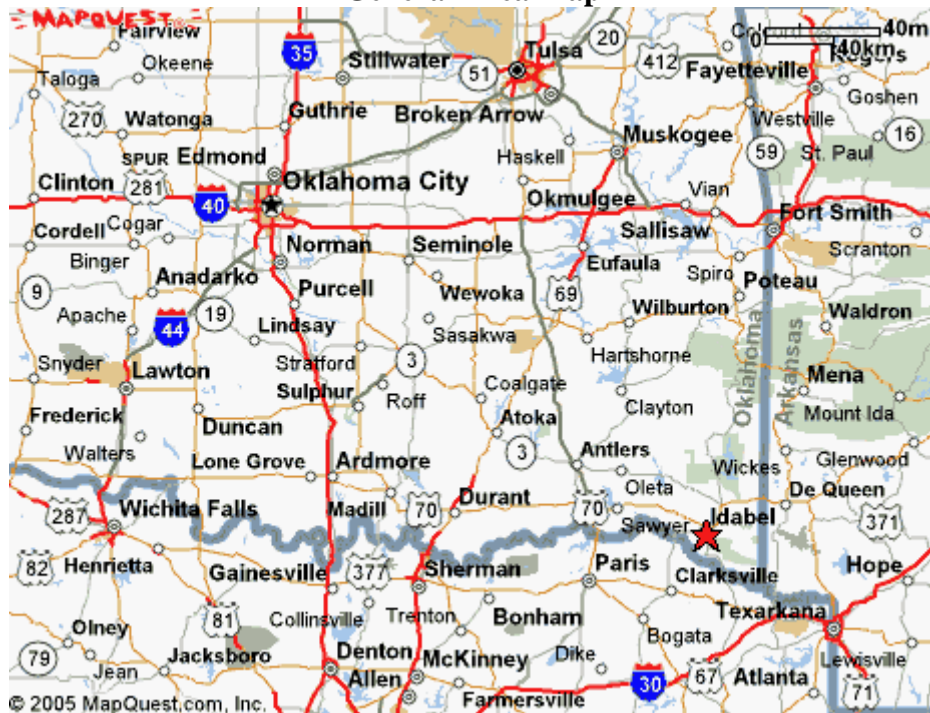 MAPQUEST
Fairview
35
Stillwater
51
Tulsa
20
412
0
40m
40km
Rogers
Taloga
Okeene
Fayetteville
Goshen
270
Watonga
Guthrie
Broken Arrow
Muskogee
Westville
16
SPUR
Edmond
Haskell
59
St. Paul
Clinton
281
40
Oklahoma City
Okmulgee
Vian
Fort Smith
Cordell
Cogar
Norman
Seminole
Sallisaw
Scranton
Binger
Eufaula
Spiro
9
Anadarko
Purcell
Wewoka
69
Poteau
Wilburton
Waldron
Apache
44
19
Lindsay
Sasakwa
Snyder
Stratford
3
Hartshorne
Oklahoma
Arkansas
Lawton
Sulphur
Roff
Coalgate
Mena
Frederick
Duncan
Atoka
Clayton
Mount Ida
Walters
Lone Grove
Ardmore
3
Antlers
Wickes
Glenwood
Oleta
De Queen
287
Wichita Falls
Madill
70
Durant
70
Sawyer
Idabel
371
82
Henrietta
Gainesville
377
Sherman
Paris
Clarksville
Hope
81
Collinsville
Trenton
Bonham
Texarkana
Olney
Bogata
79
Jean
Jacksboro
Denton
McKinney
Dike
Lewisville
Allen
Farmersville
30
67
Atlanta
71
© 2005 MapQuest.com, Inc.